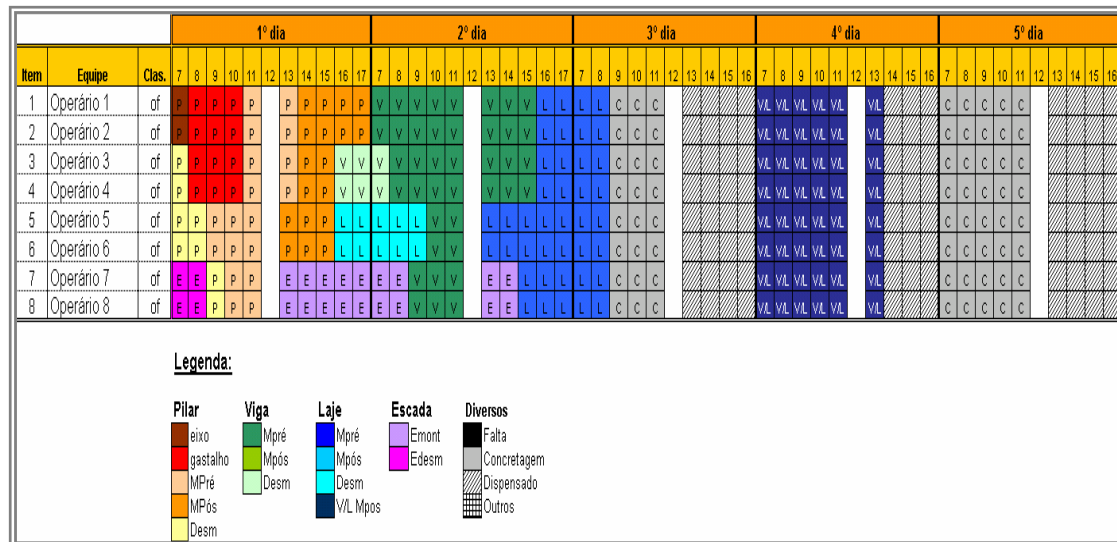 1º dia 2º dia 3º dia 4º dia 5º dia
Item Equipe Clas. 7 8 9 10 11 12 13 14 15 16 17 7 8 9 10 11 12 13 14 15 16 17 7 8 9 10 11 12 13 14 15 16 7 8 9 10 11 12 13 14 15 16 7 8 9 10 11 12 13 14 15 16
1 Operário 1 of P P P P P P P P P P V V V V V V V V L L L L C C C V/L V/L V/L V/L V/L V/L C C C C C
2 Operário 2 of P P P P P P P P P P V V V V V V V V L L L L C C C V/L V/L V/L V/L V/L V/L C C C C C
3 Operário 3 of P P P P P P P P V V V V V V V V V V L L L L C C C V/L V/L V/L V/L V/L V/L C C C C C
4 Operário 4 of P P P P P P P P V V V V V V V V V V L L L L C C C V/L V/L V/L V/L V/L V/L C C C C C
5 Operário 5 of P P P P P P P P L L L L L V V L L L L L L L C C C V/L V/L V/L V/L V/L V/L C C C C C
6 Operário 6 of P P P P P P P P L L L L L V V L L L L L L L C C C V/L V/L V/L V/L V/L V/L C C C C C
7 Operário 7 of E E P P P E E E E E E E V V V E E L L L L L C C C V/L V/L V/L V/L V/L V/L C C C C C
8 Operário 8 of E E P P P E E E E E E E V V V E E L L L L L C C C V/L V/L V/L V/L V/L V/L C C C C C
Legenda:
Pilar Viga Laje Escada Diversos
eixo Mpré Mpré Emont Falta
gastalho Mpós Mpós Edesm Concretagem
MPré Desm Desm Dispensado
MPós V/L Mpos Outros
Desm